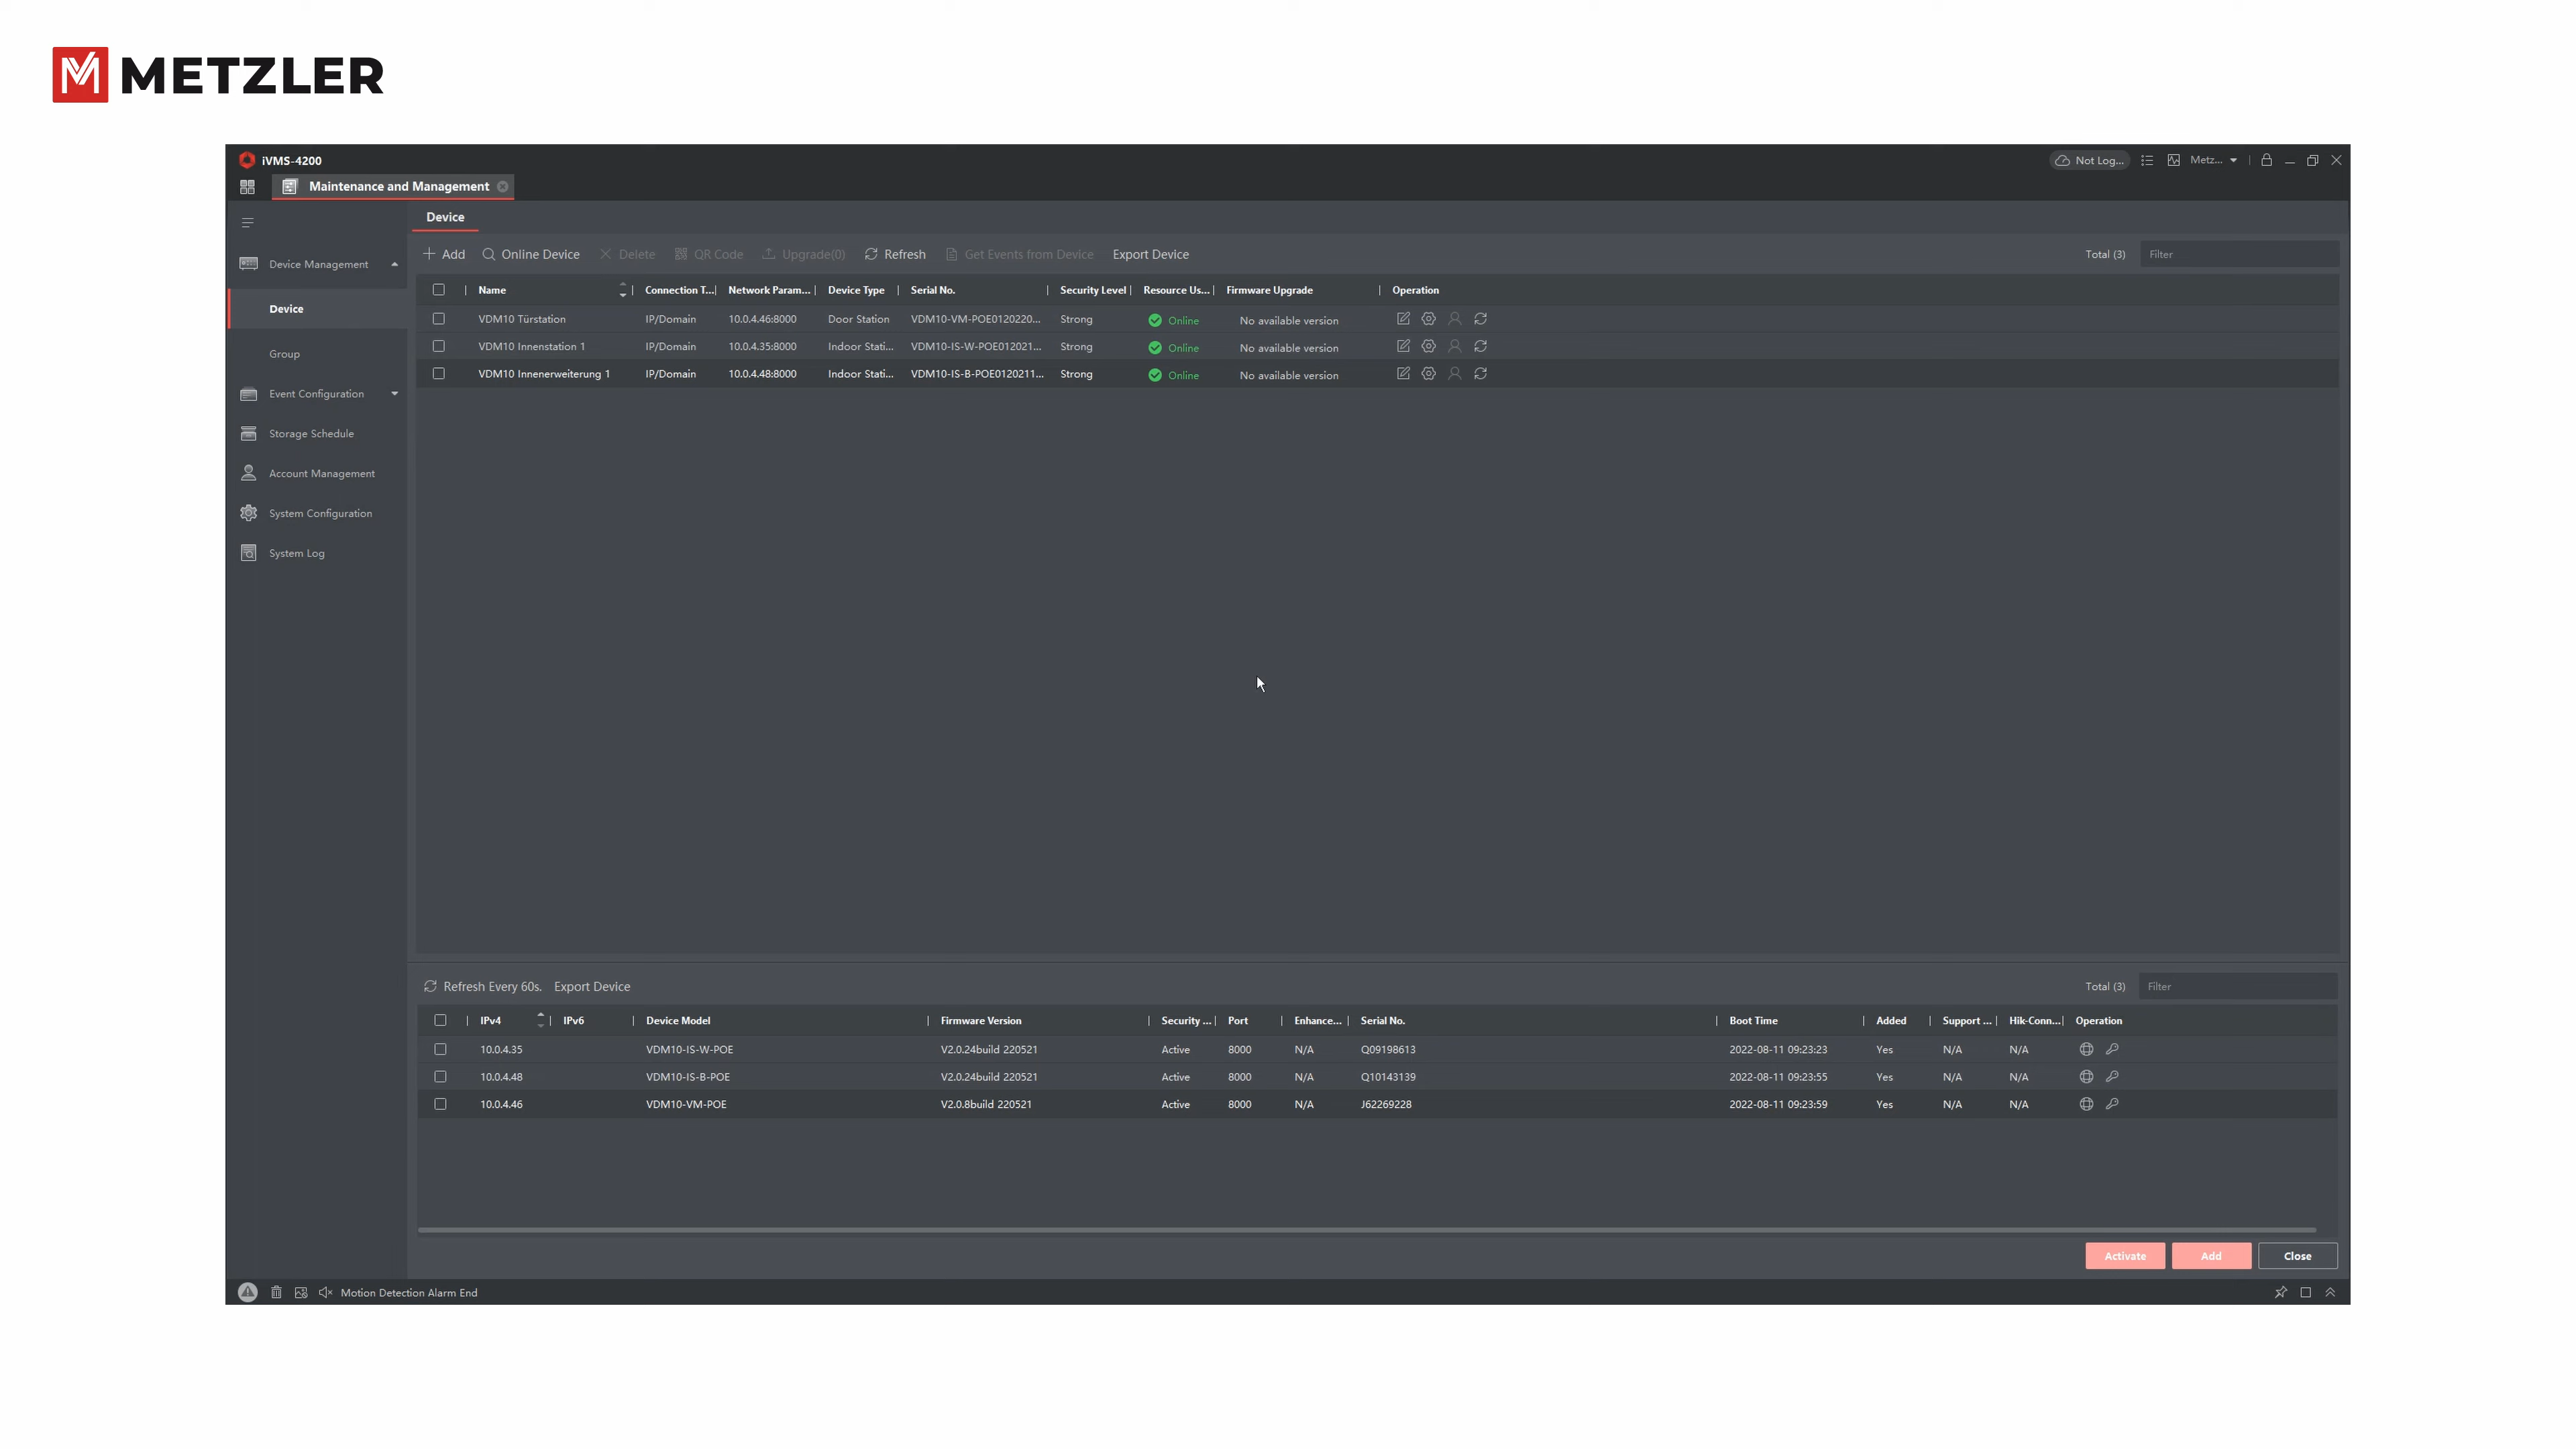 METZLER
iVMS-4200
Not Log...
Metz...
Maintenance and Management
Device
Add Online Device Delete QR Code Upgrade(0) Refresh Get Events from Device Export Device Total (3) Filter
Device Management
Device
Group
Event Configuration
Storage Schedule
Account Management
System Configuration
System Log
Name Connection T... Network Param... Device Type Serial No. Security Level Resource Us... Firmware Upgrade Operation
VDM10 Türstation IP/Domain 10.0.4.46:8000 Door Station VDM10-VM-POE0120220... Strong Online No available version
VDM10 Innenstation 1 IP/Domain 10.0.4.35:8000 Indoor Stati... VDM10-IS-W-POE012021... Strong Online No available version
VDM10 Innenerweiterung 1 IP/Domain 10.0.4.48:8000 Indoor Stati... VDM10-IS-B-POE0120211... Strong Online No available version
Refresh Every 60s. Export Device Total (3) Filter
IPv4 IPv6 Device Model Firmware Version Security ... Port Enhance... Serial No. Boot Time Added Support ... Hik-Conn... Operation
10.0.4.35 VDM10-IS-W-POE V2.0.24build 220521 Active 8000 N/A Q09198613 2022-08-11 09:23:23 Yes N/A N/A
10.0.4.48 VDM10-IS-B-POE V2.0.24build 220521 Active 8000 N/A Q10143139 2022-08-11 09:23:55 Yes N/A N/A
10.0.4.46 VDM10-VM-POE V2.0.8build 220521 Active 8000 N/A J62269228 2022-08-11 09:23:59 Yes N/A N/A
Activate Add Close
Motion Detection Alarm End